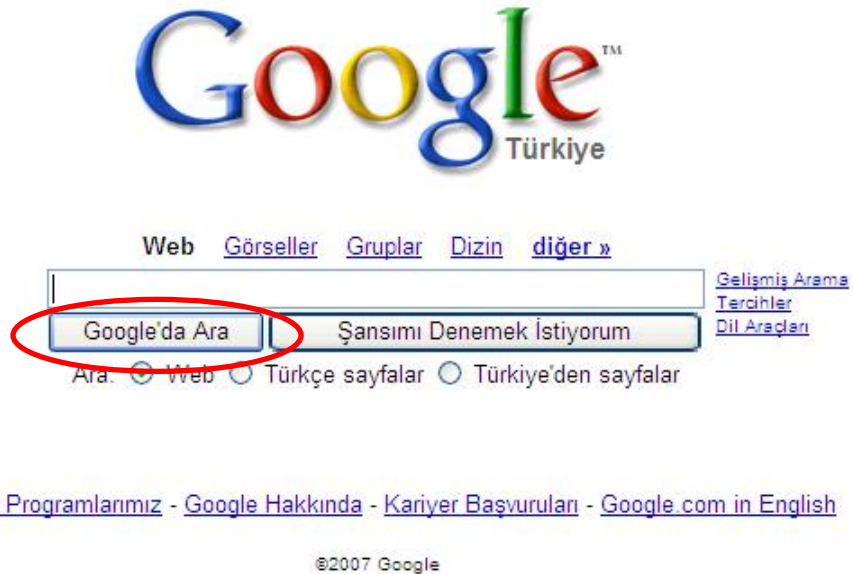 Google™
Türkiye
Web Görseller Gruplar Dizin diğer »
Gelişmiş Arama
Tercihler
Dil Araçları
Google'da Ara Şansımı Denemek İstiyorum
Ara: Web Türkçe sayfalar Türkiye'den sayfalar
Programlarımız - Google Hakkında - Kariyer Başvuruları - Google.com in English
©2007 Google